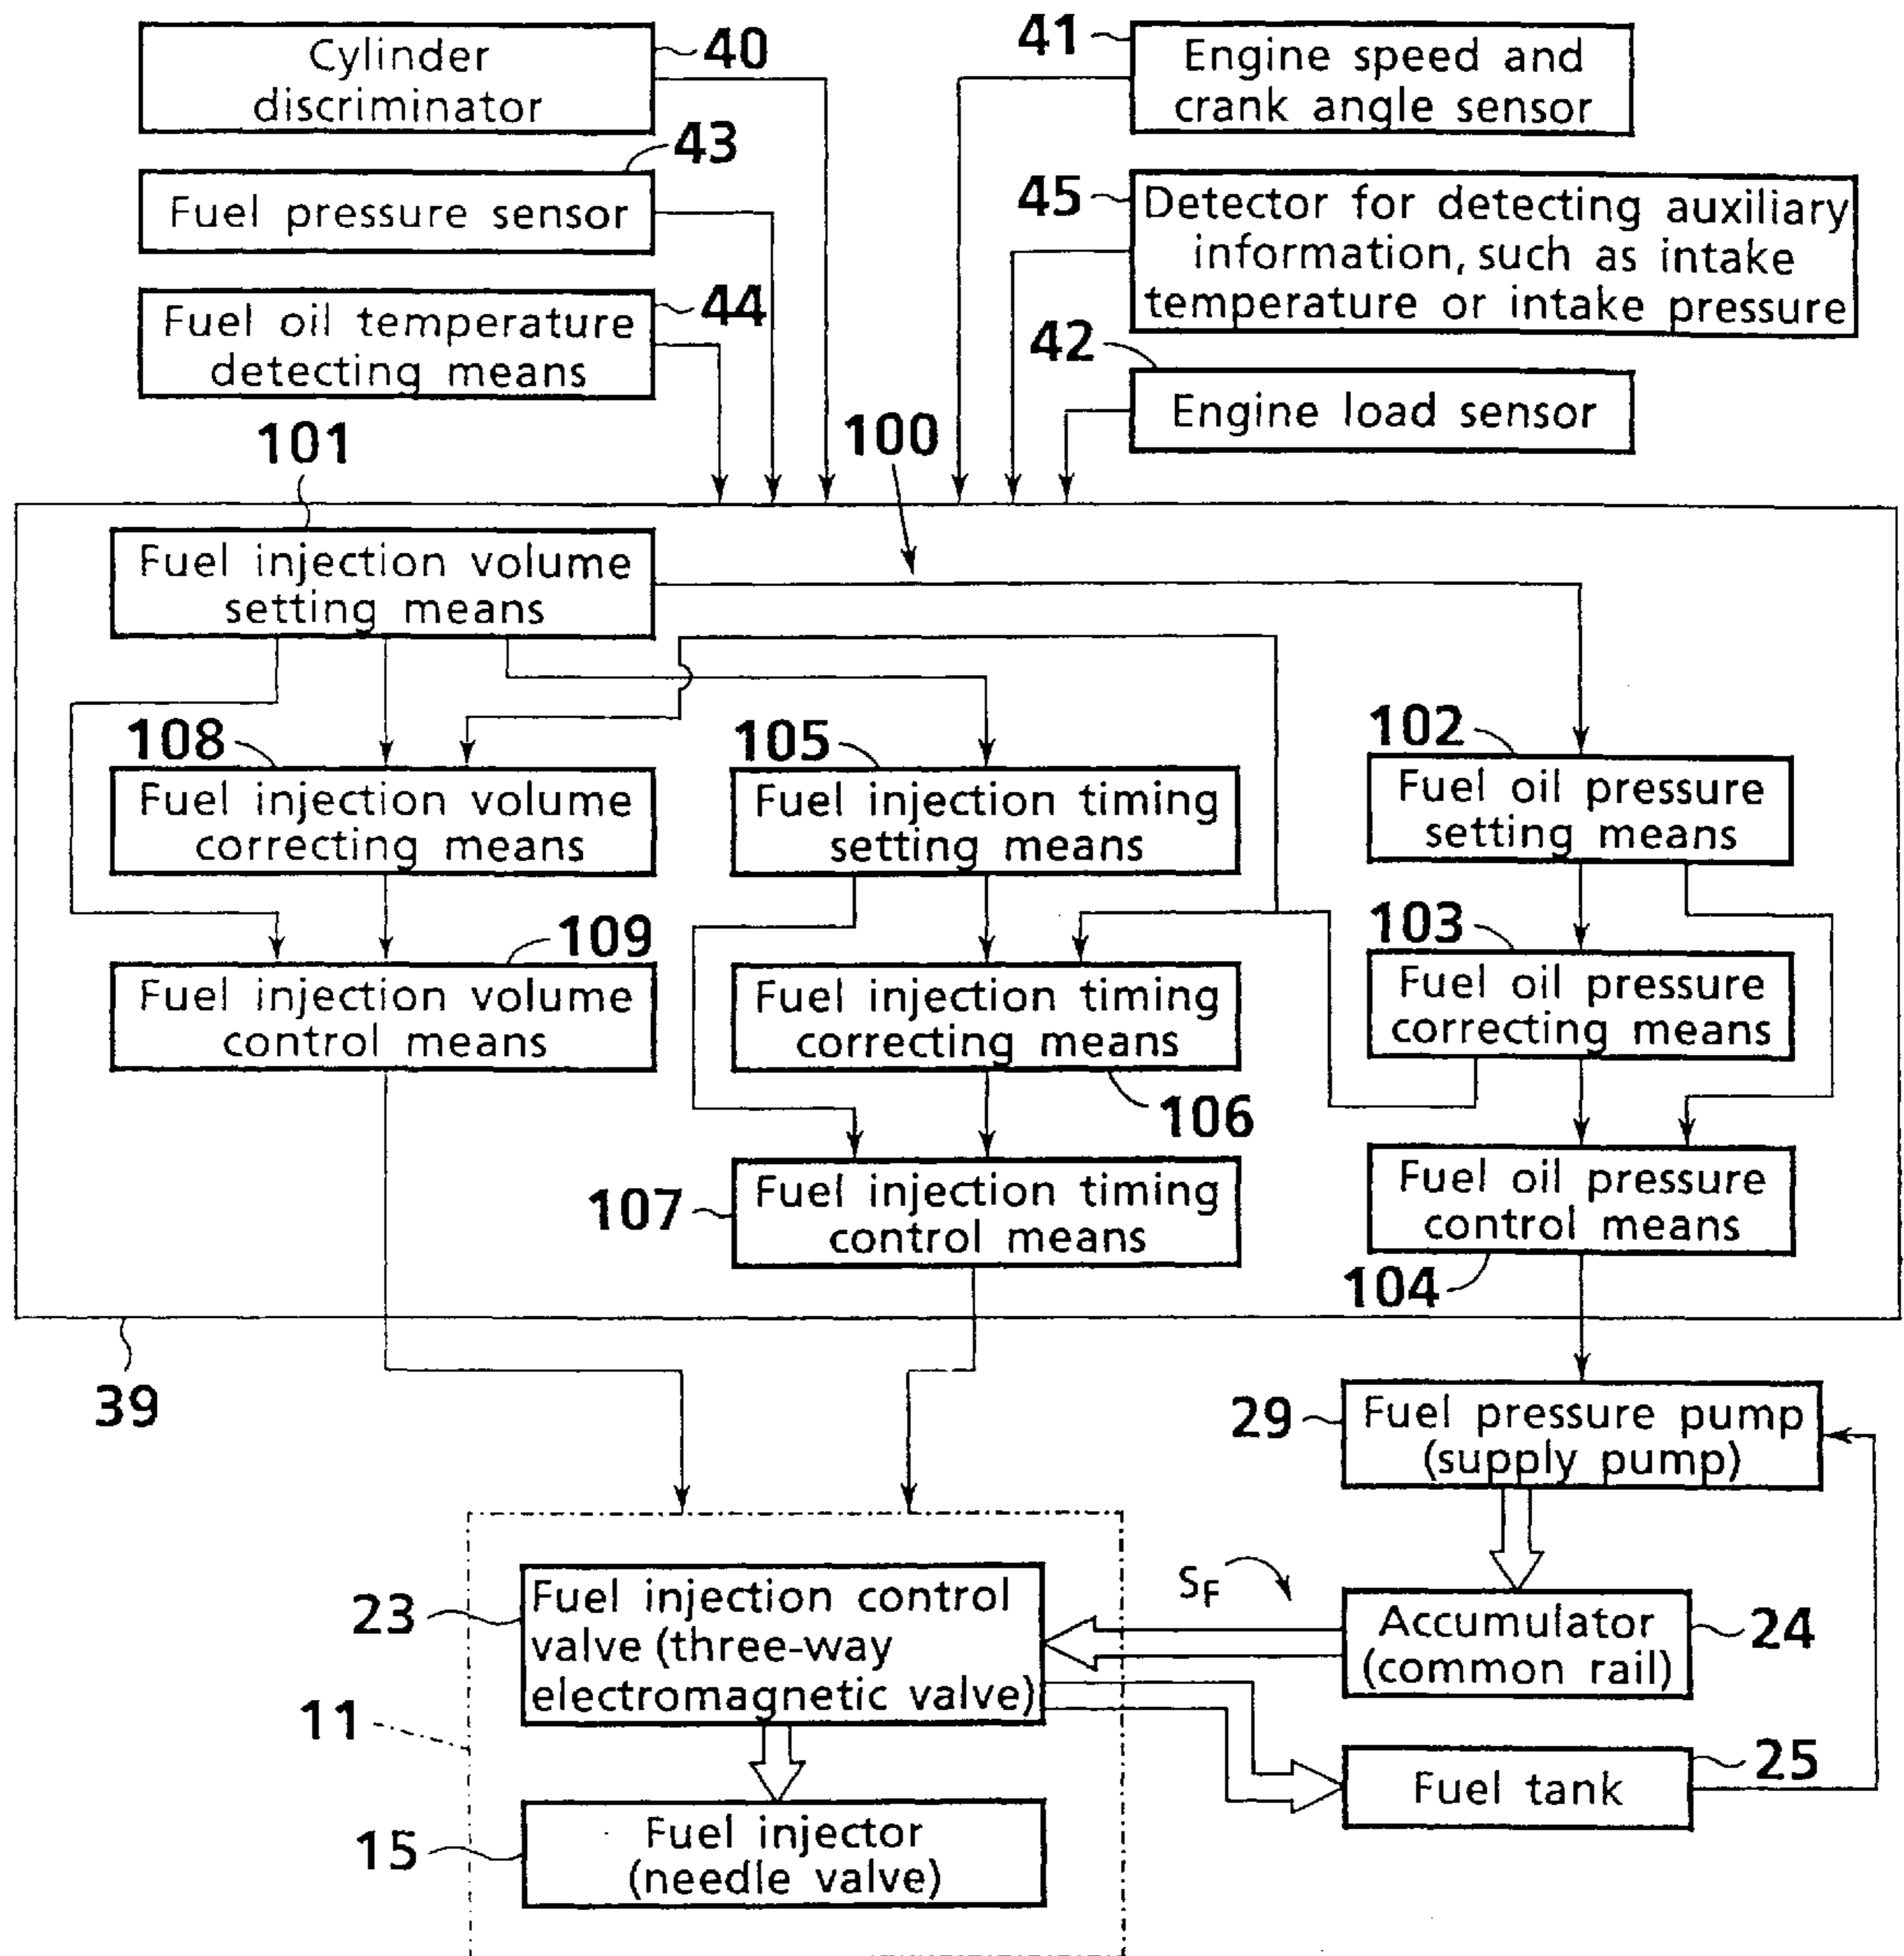 Cylinder
discriminator
40
41
Engine speed and
crank angle sensor
43
Fuel pressure sensor
45
Detector for detecting auxiliary
information, such as intake
temperature or intake pressure
44
Fuel oil temperature
detecting means
42
Engine load sensor
101
100
Fuel injection volume
setting means
108
Fuel injection volume
correcting means
105
Fuel injection timing
setting means
102
Fuel oil pressure
setting means
109
Fuel injection volume
control means
Fuel injection timing
correcting means
106
103
Fuel oil pressure
correcting means
107
Fuel injection timing
control means
Fuel oil pressure
control means
104
39
29
Fuel pressure pump
(supply pump)
23
Fuel injection control
valve (three-way
electromagnetic valve)
SF
Accumulator
(common rail)
24
11
Fuel tank
25
15
Fuel injector
(needle valve)